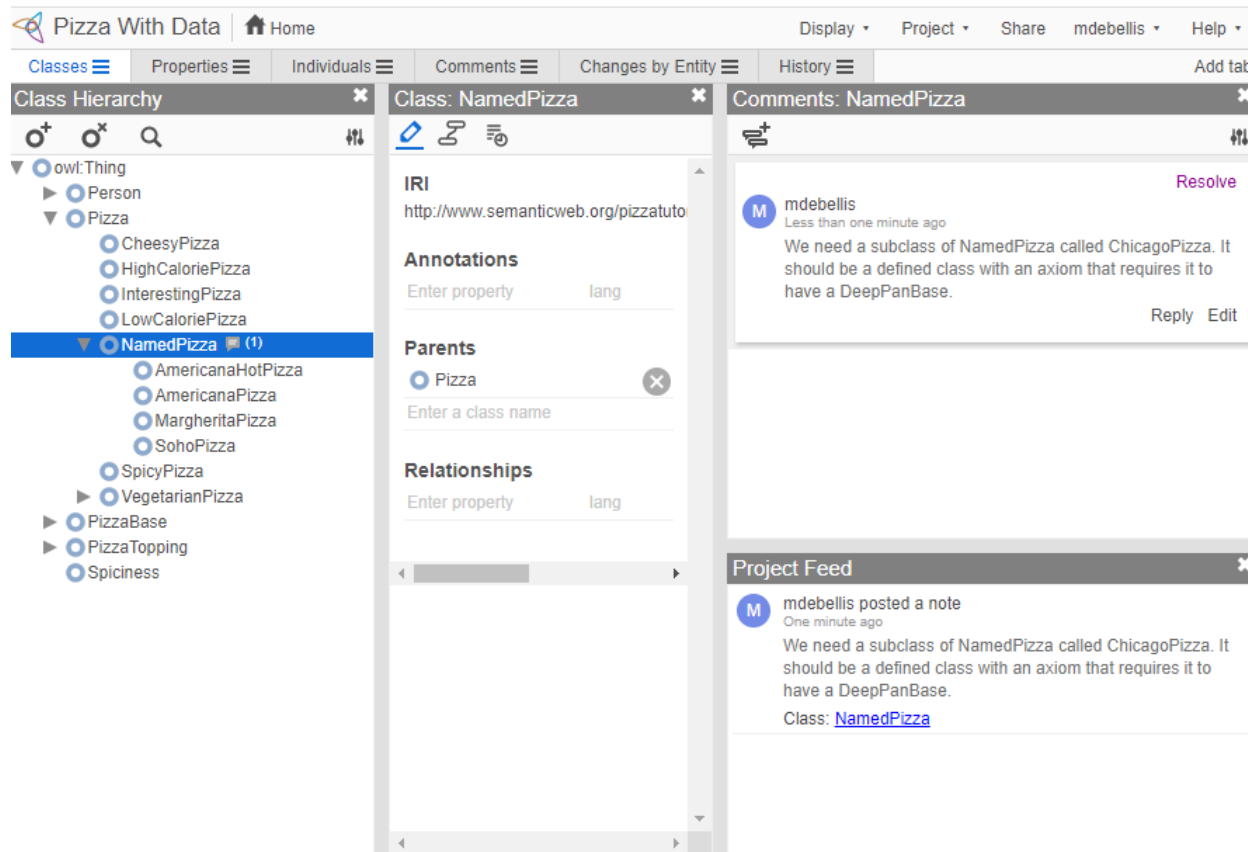 Pizza With Data Home Display Project Share mdebellis Help
Classes Properties Individuals Comments Changes by Entity History Add tab
Class Hierarchy
owl:Thing
Person
Pizza
CheesyPizza
HighCaloriePizza
InterestingPizza
LowCaloriePizza
NamedPizza (1)
AmericanaHotPizza
AmericanaPizza
MargheritaPizza
SohoPizza
SpicyPizza
VegetarianPizza
PizzaBase
PizzaTopping
Spiciness
Class: NamedPizza
IRI
http://www.semanticweb.org/pizzatuto
Annotations
Enter property lang
Parents
Pizza
Enter a class name
Relationships
Enter property lang
Comments: NamedPizza
Resolve
M mdebellis
Less than one minute ago
We need a subclass of NamedPizza called ChicagoPizza. It
should be a defined class with an axiom that requires it to
have a DeepPanBase.
Reply Edit
Project Feed
M mdebellis posted a note
One minute ago
We need a subclass of NamedPizza called ChicagoPizza. It
should be a defined class with an axiom that requires it to
have a DeepPanBase.
Class: NamedPizza